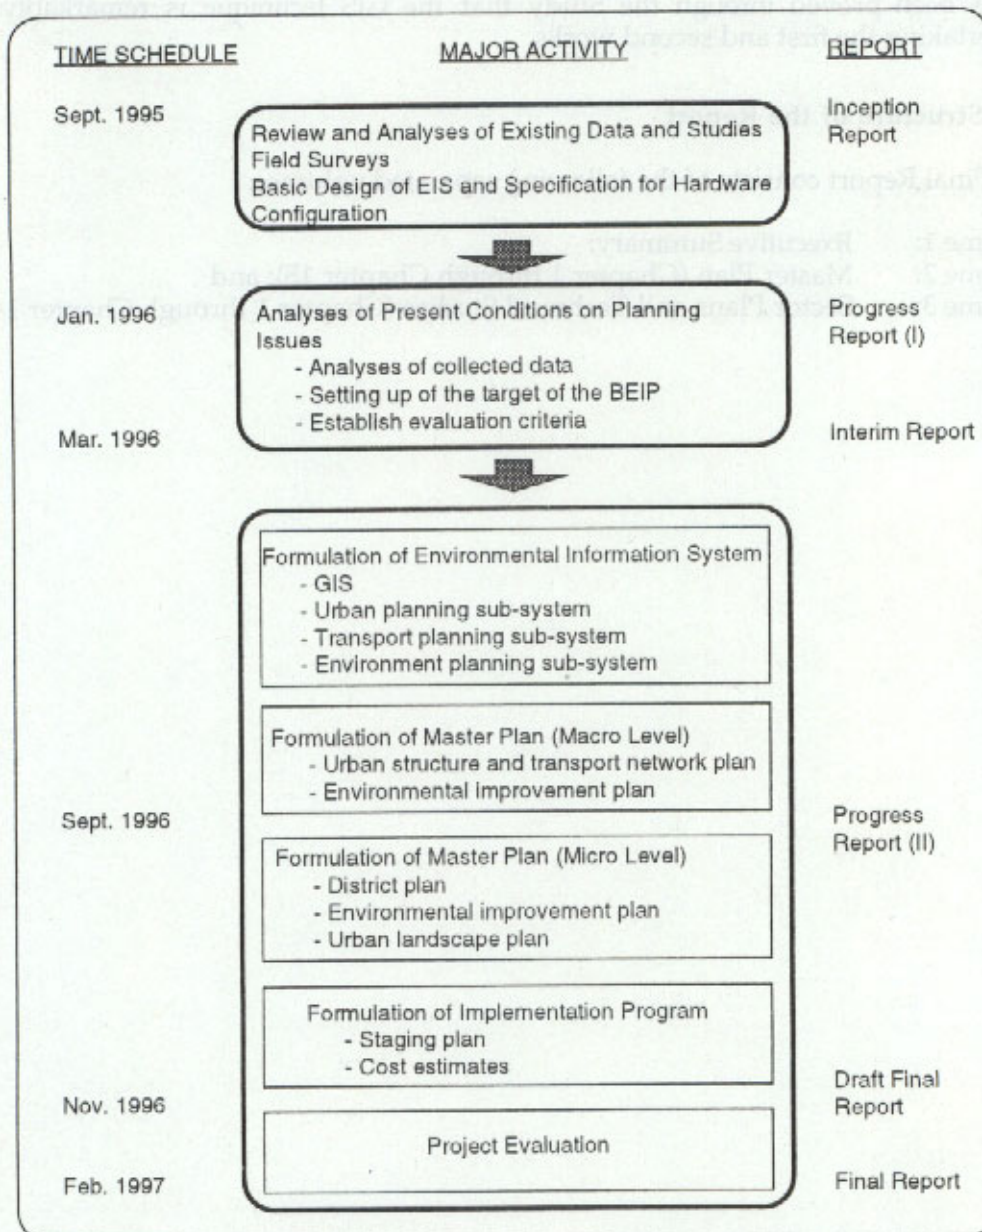 TIME SCHEDULE MAJOR ACTIVITY REPORT
Sept. 1995
Inception
Report
Review and Analyses of Existing Data and Studies
Field Surveys
Basic Design of EIS and Specification for Hardware
Configuration
Jan. 1996
Analyses of Present Conditions on Planning
Issues
- Analyses of collected data
- Setting up of the target of the BEIP
- Establish evaluation criteria
Progress
Report (I)
Mar. 1996
Interim Report
Formulation of Environmental Information System
- GIS
- Urban planning sub-system
- Transport planning sub-system
- Environment planning sub-system
Formulation of Master Plan (Macro Level)
- Urban structure and transport network plan
- Environmental improvement plan
Sept. 1996
Progress
Report (II)
Formulation of Master Plan (Micro Level)
- District plan
- Environmental improvement plan
- Urban landscape plan
Formulation of Implementation Program
- Staging plan
- Cost estimates
Nov. 1996
Draft Final
Report
Project Evaluation
Feb. 1997
Final Report